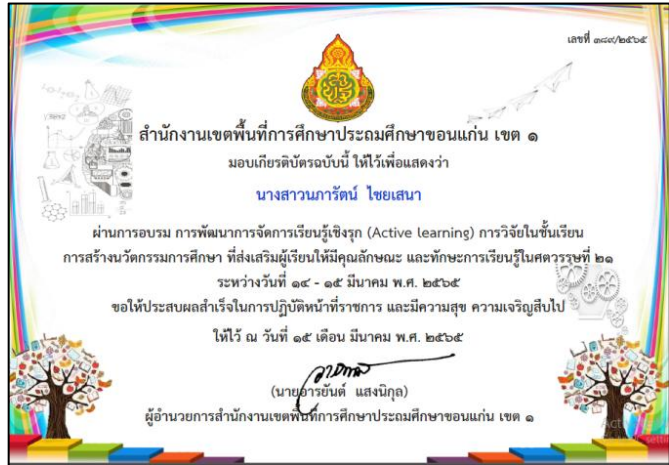 เลขที่ ๓๘๙/๒๕๖๕
สำนักงานเขตพื้นที่การศึกษาประถมศึกษาขอนแก่น เขต ๑
มอบเกียรติบัตรฉบับนี้ ให้ไว้เพื่อแสดงว่า
นางสาวนภารัตน์ ไชยเสนา
ผ่านการอบรม การพัฒนาการจัดการเรียนรู้เชิงรุก (Active learning) การวิจัยในชั้นเรียน
การสร้างนวัตกรรมการศึกษา ที่ส่งเสริมผู้เรียนให้มีคุณลักษณะ และทักษะการเรียนรู้ในศตวรรษที่ ๒๑
ระหว่างวันที่ ๑๔ - ๑๕ มีนาคม พ.ศ. ๒๕๖๕
ขอให้ประสบผลสำเร็จในการปฏิบัติหน้าที่ราชการ และมีความสุข ความเจริญสืบไป
ให้ไว้ ณ วันที่ ๑๕ เดือน มีนาคม พ.ศ. ๒๕๖๕
(นายอารยันต์ แสงนิกุล)
ผู้อำนวยการสำนักงานเขตพื้นที่การศึกษาประถมศึกษาขอนแก่น เขต ๑